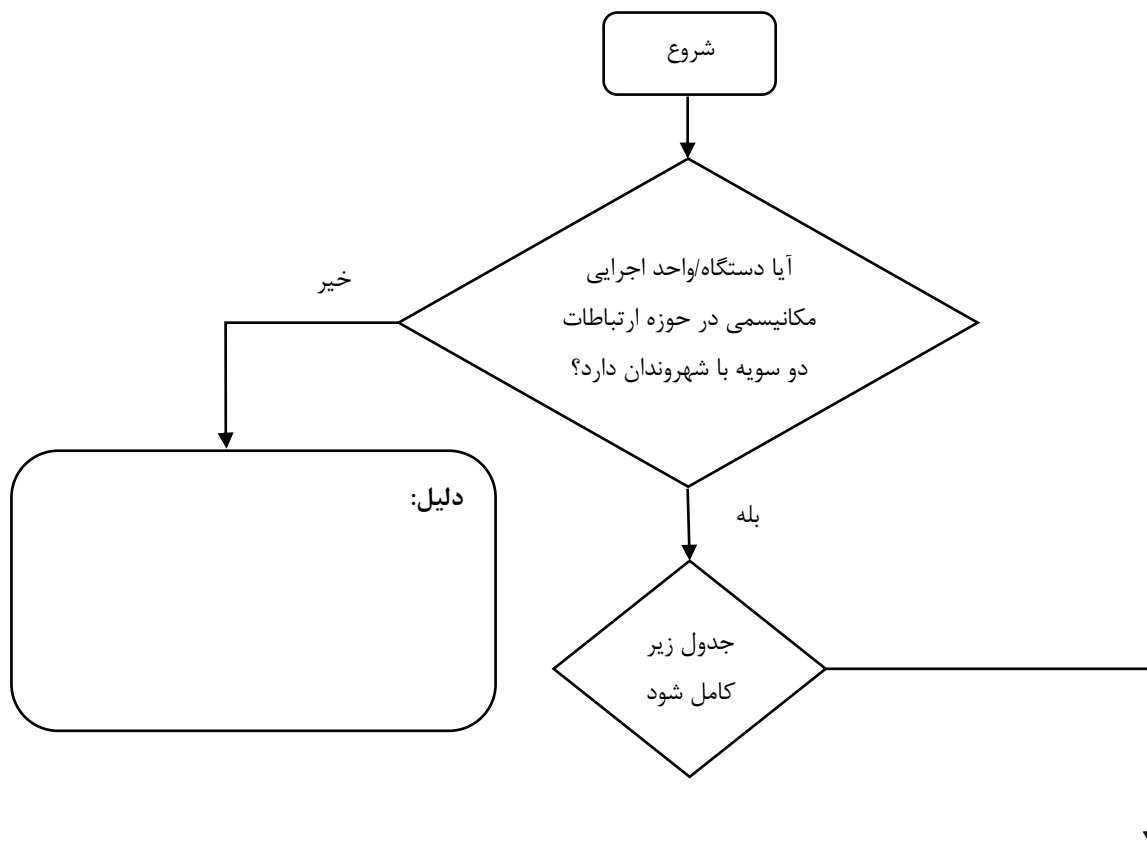 شروع
آیا دستگاه/واحد اجرایی
مکانیسمی در حوزه ارتباطات
دو سویه با شهروندان دارد؟
خیر
دلیل:
بله
جدول زیر
کامل شود